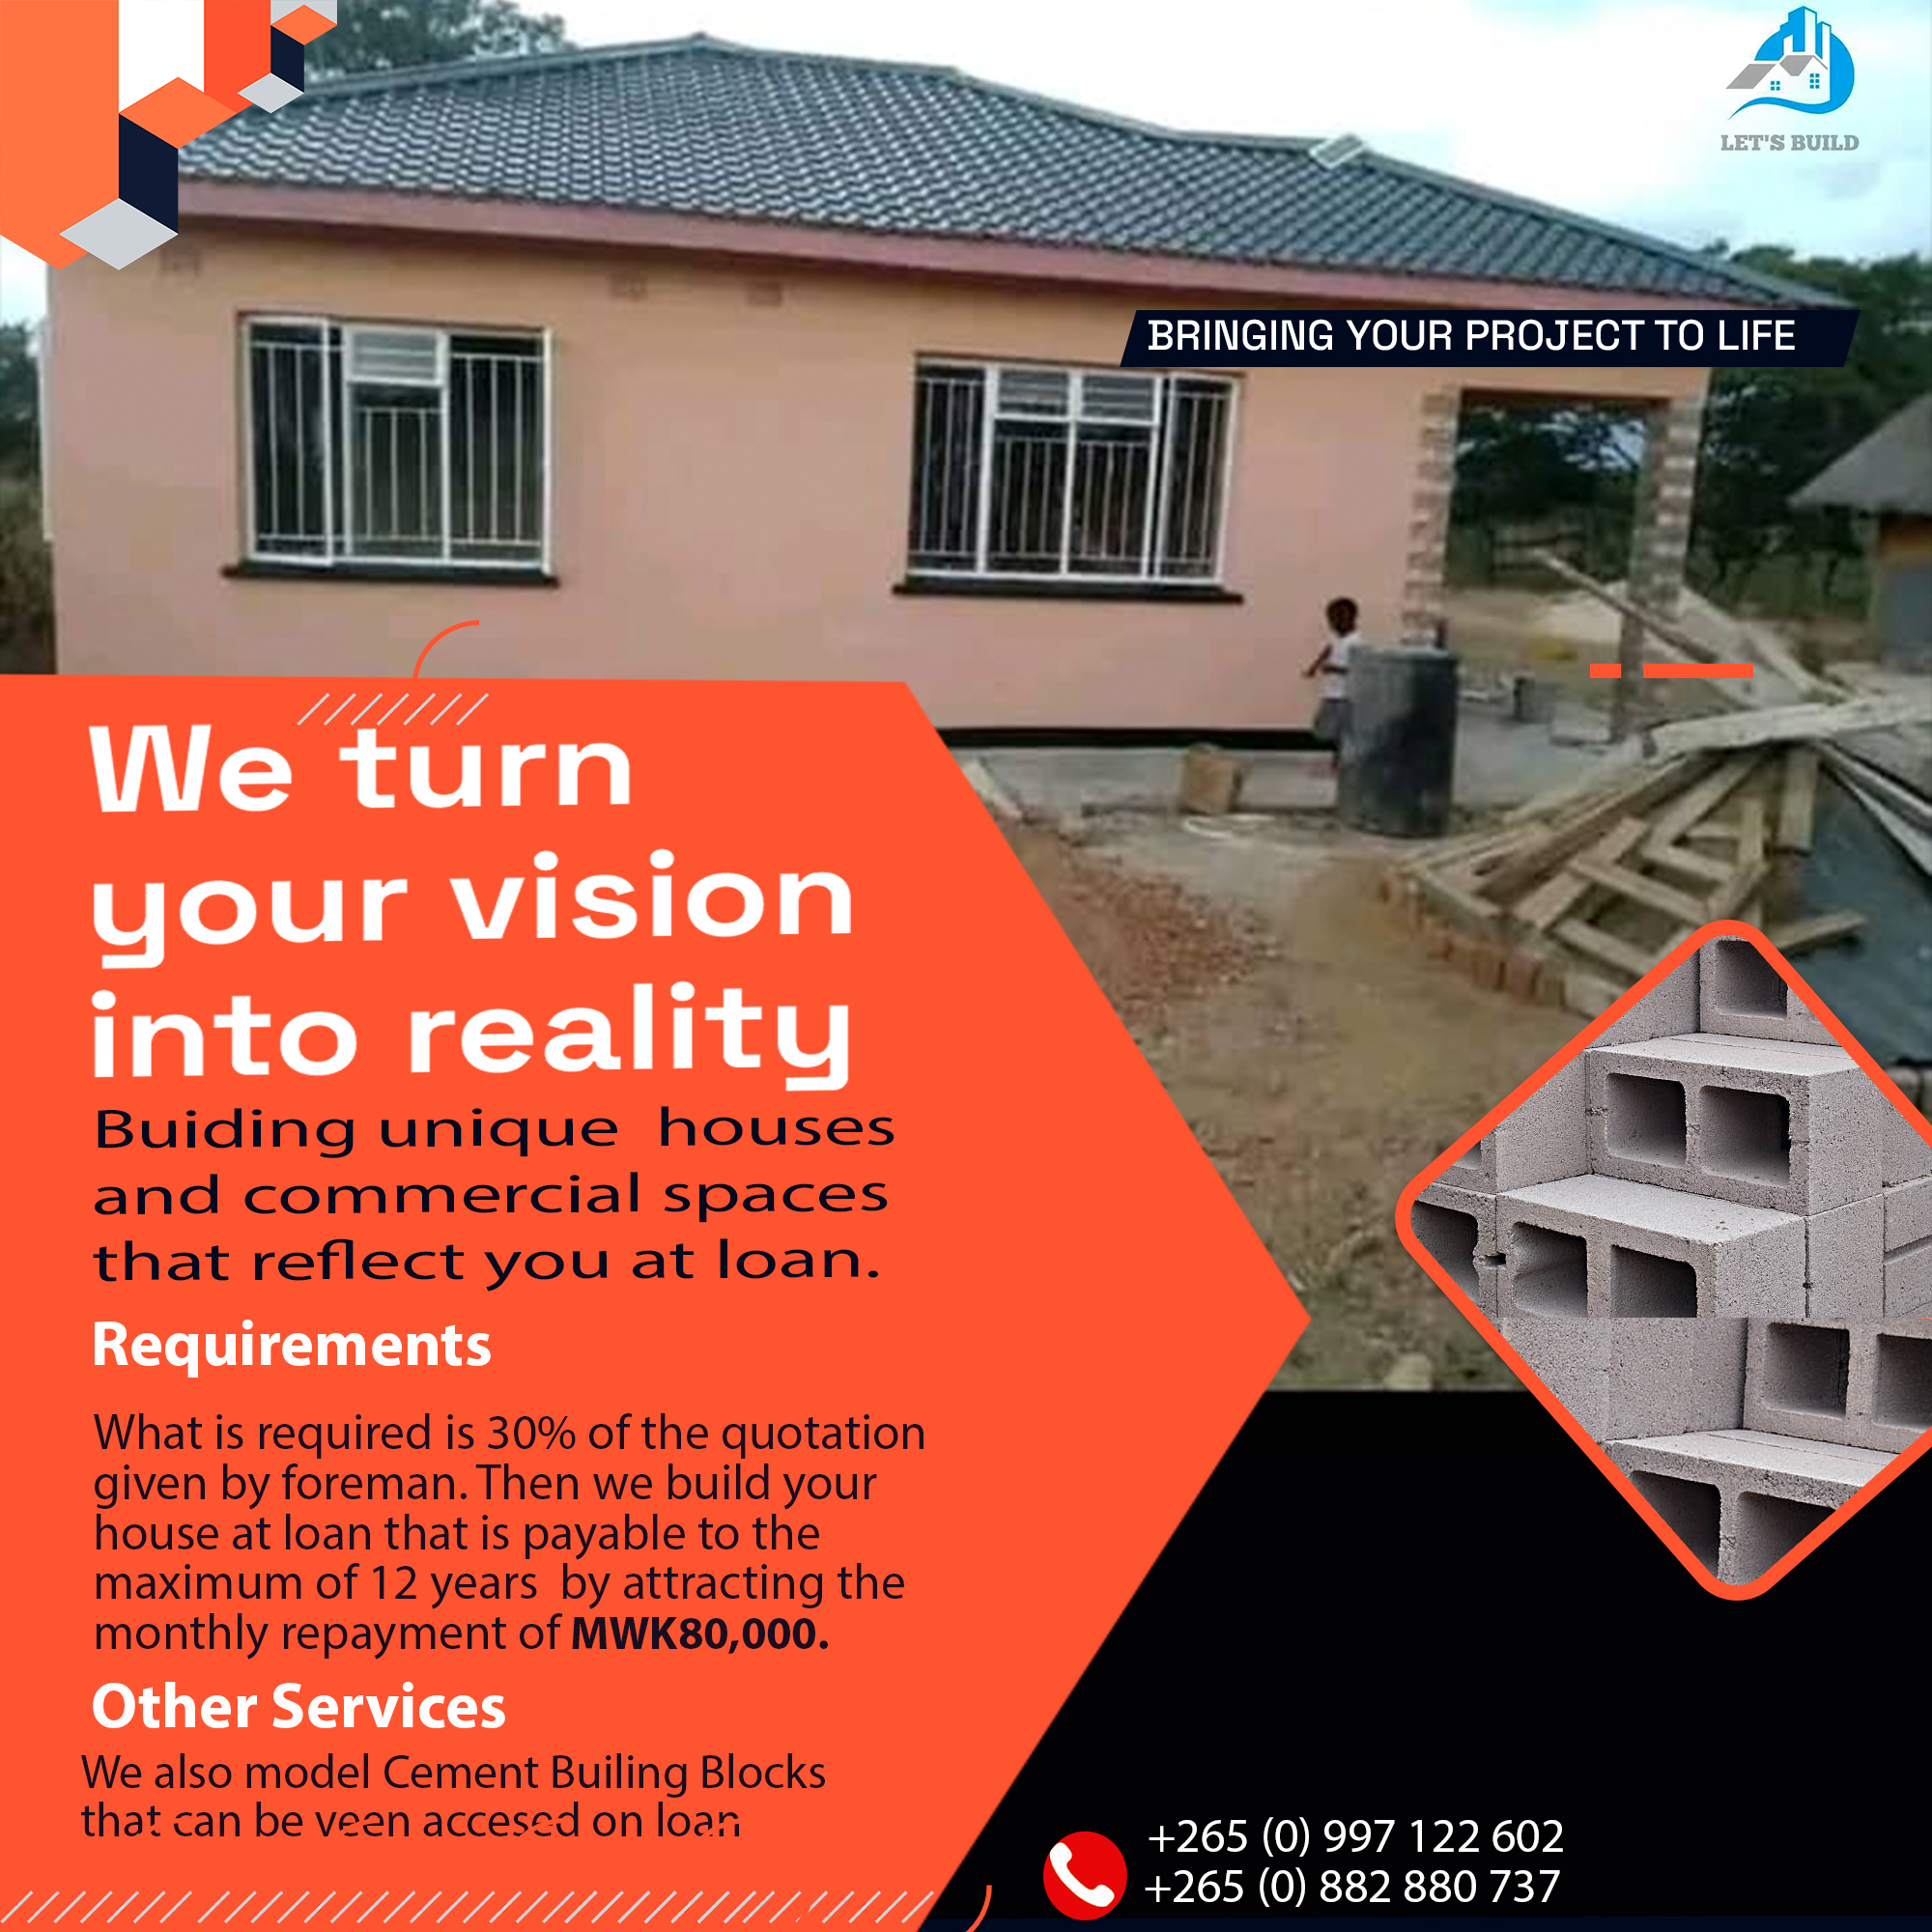 LET'S BUILD
BRINGING YOUR PROJECT TO LIFE
We turn
your vision
into reality
Buiding unique houses
and commercial spaces
that reflect you at loan.
Requirements
What is required is 30% of the quotation
given by foreman. Then we build your
house at loan that is payable to the
maximum of 12 years by attracting the
monthly repayment of MWK80,000.
Other Services
We also model Cement Builing Blocks
that can be veen accesed on loan
+265 (0) 997 122 602
+265 (0) 882 880 737